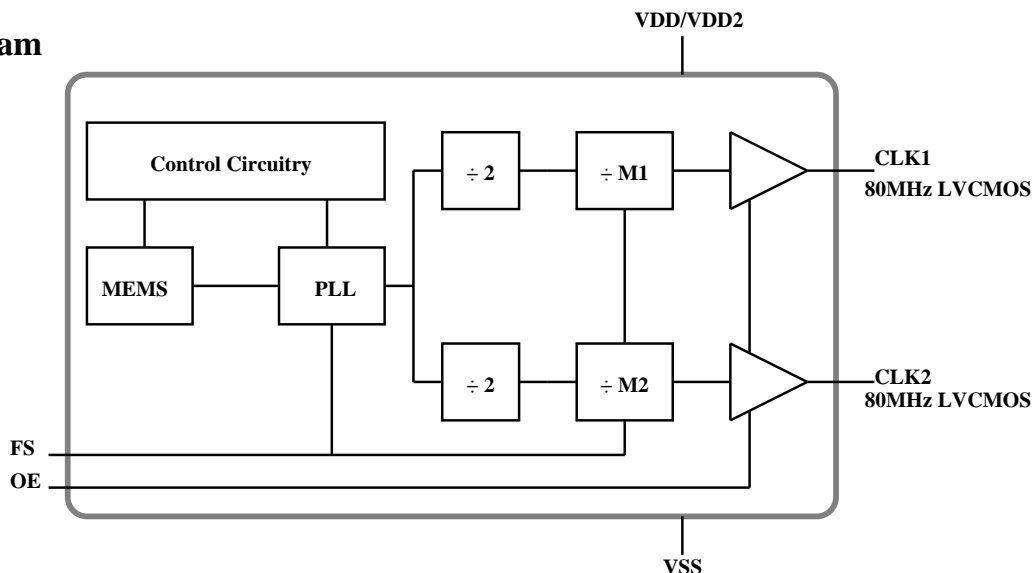 VDD/VDD2
am
Control Circuitry
÷ 2
÷ M1
CLK1
80MHz LVCMOS
MEMS
PLL
÷ 2
÷ M2
CLK2
80MHz LVCMOS
FS
OE
VSS